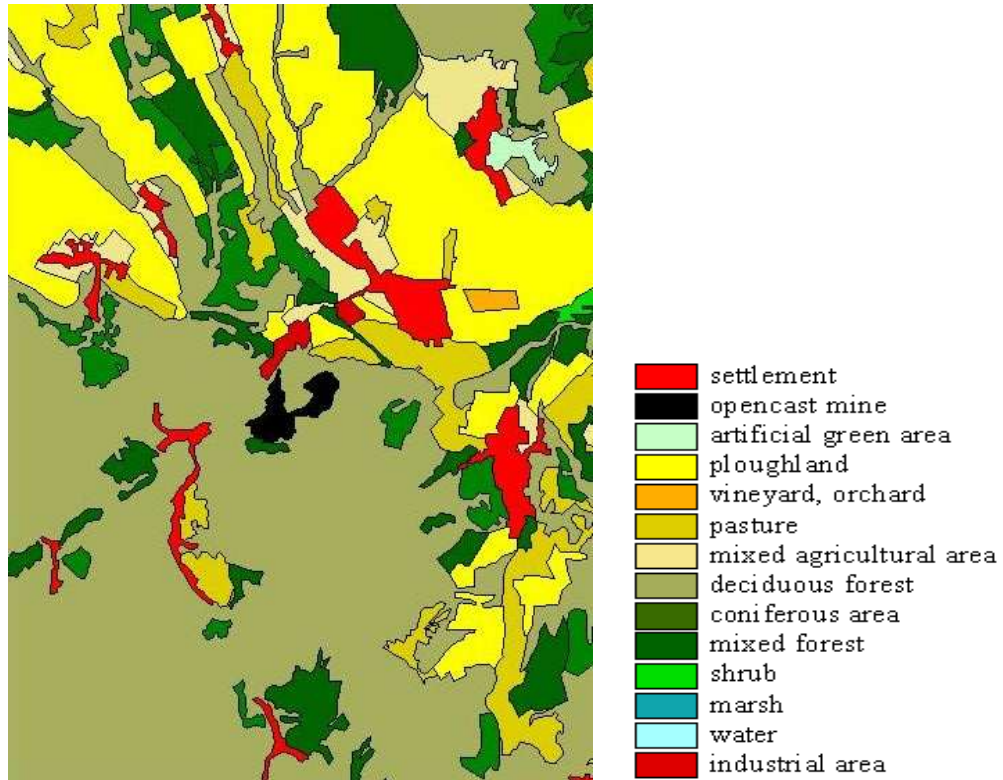 settlement
opencast mine
artificial green area
ploughland
vineyard, orchard
pasture
mixed agricultural area
deciduous forest
coniferous area
mixed forest
shrub
marsh
water
industrial area